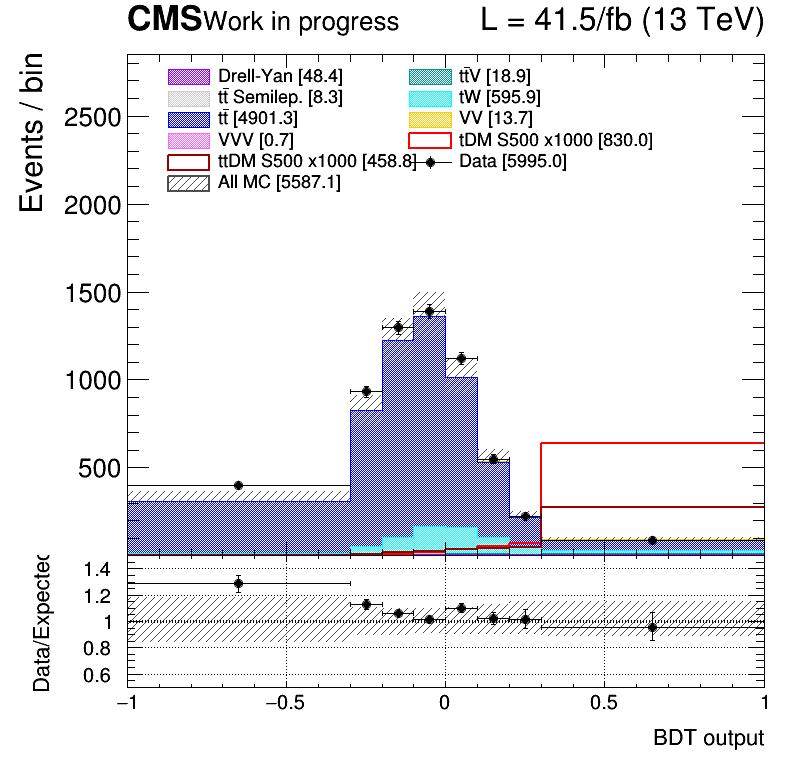 CMS Work in progress L = 41.5/fb (13 TeV)
Events / bin
Drell-Yan [48.4] tt̄V [18.9]
tt̄ Semilep. [8.3] tW [595.9]
tt̄ [4901.3] VV [13.7]
VVV [0.7] tDM S500 x1000 [830.0]
ttDM S500 x1000 [458.8] Data [5995.0]
All MC [5587.1]
2500
2000
1500
1000
500
Data/Expected
1.4
1.2
1
0.8
0.6
−1 −0.5 0 0.5 1
BDT output